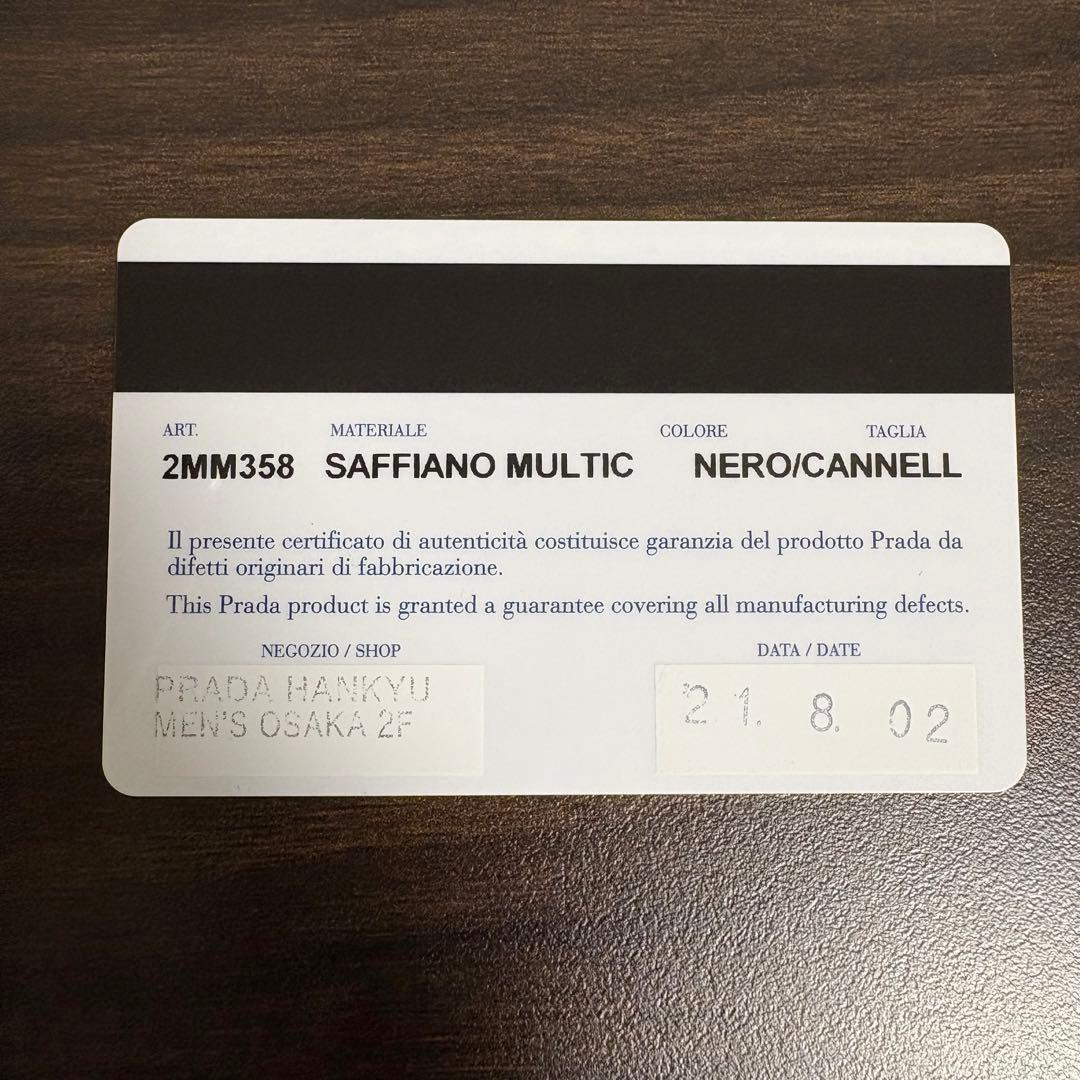 ART. MATERIALE COLORE TAGLIA
2MM358 SAFFIANO MULTIC NERO/CANNELL
Il presente certificato di autenticità costituisce garanzia del prodotto Prada da
difetti originari di fabbricazione.
This Prada product is granted a guarantee covering all manufacturing defects.
NEGOZIO / SHOP DATA / DATE
PRADA HANKYU
MEN'S OSAKA 2F
'21. 8. 02